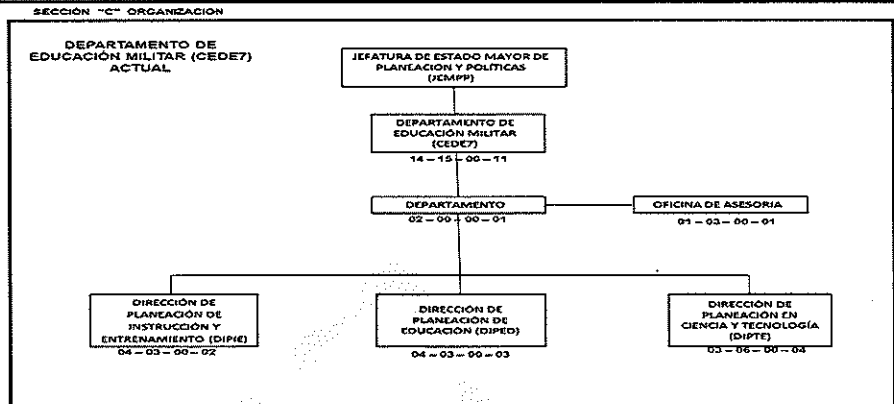 SECCIÓN "C" ORGANIZACION
DEPARTAMENTO DE
EDUCACIÓN MILITAR (CEDE7)
ACTUAL
JEFATURA DE ESTADO MAYOR DE
PLANEACION Y POLÍTICAS
(JEMPP)
DEPARTAMENTO DE
EDUCACIÓN MILITAR
(CEDE7)
14 – 15 – 00 – 11
DEPARTAMENTO
02 – 00 – 00 – 01
OFICINA DE ASESORIA
01 – 03 – 00 – 01
DIRECCIÓN DE
PLANEACIÓN DE
INSTRUCCIÓN Y
ENTRENAMIENTO (DIPIE)
04 – 03 – 00 – 02
DIRECCIÓN DE
PLANEACIÓN DE
EDUCACIÓN (DIPED)
04 – 03 – 00 – 03
DIRECCIÓN DE
PLANEACIÓN EN
CIENCIA Y TECNOLOGÍA
(DIPTE)
03 – 06 – 00 – 04